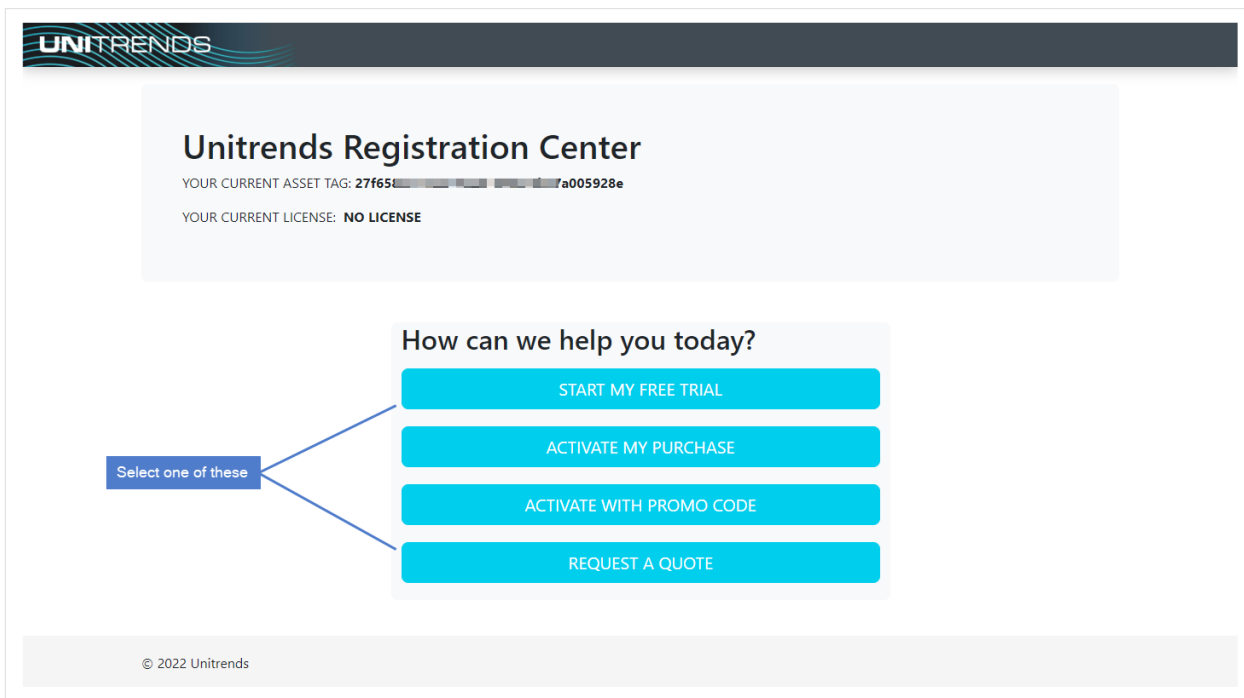 UNITRENDS
Unitrends Registration Center
YOUR CURRENT ASSET TAG: 27f65 a005928e
YOUR CURRENT LICENSE: NO LICENSE
How can we help you today?
START MY FREE TRIAL
ACTIVATE MY PURCHASE
Select one of these
ACTIVATE WITH PROMO CODE
REQUEST A QUOTE
© 2022 Unitrends